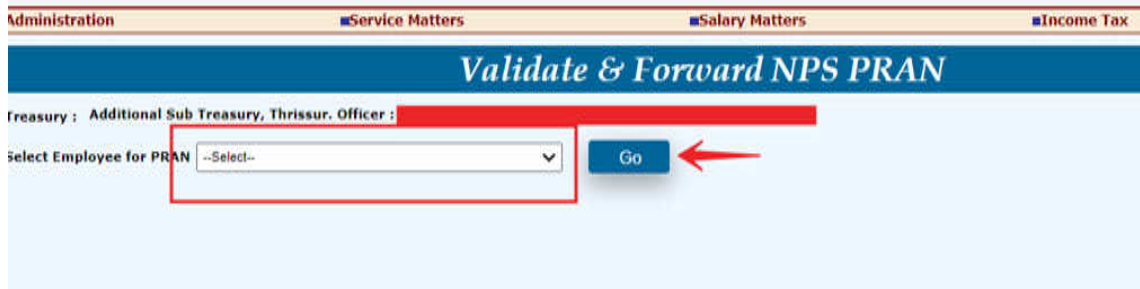 Administration Service Matters Salary Matters Income Tax
Validate & Forward NPS PRAN
Treasury : Additional Sub Treasury, Thrissur. Officer :
Select Employee for PRAN --Select-- Go